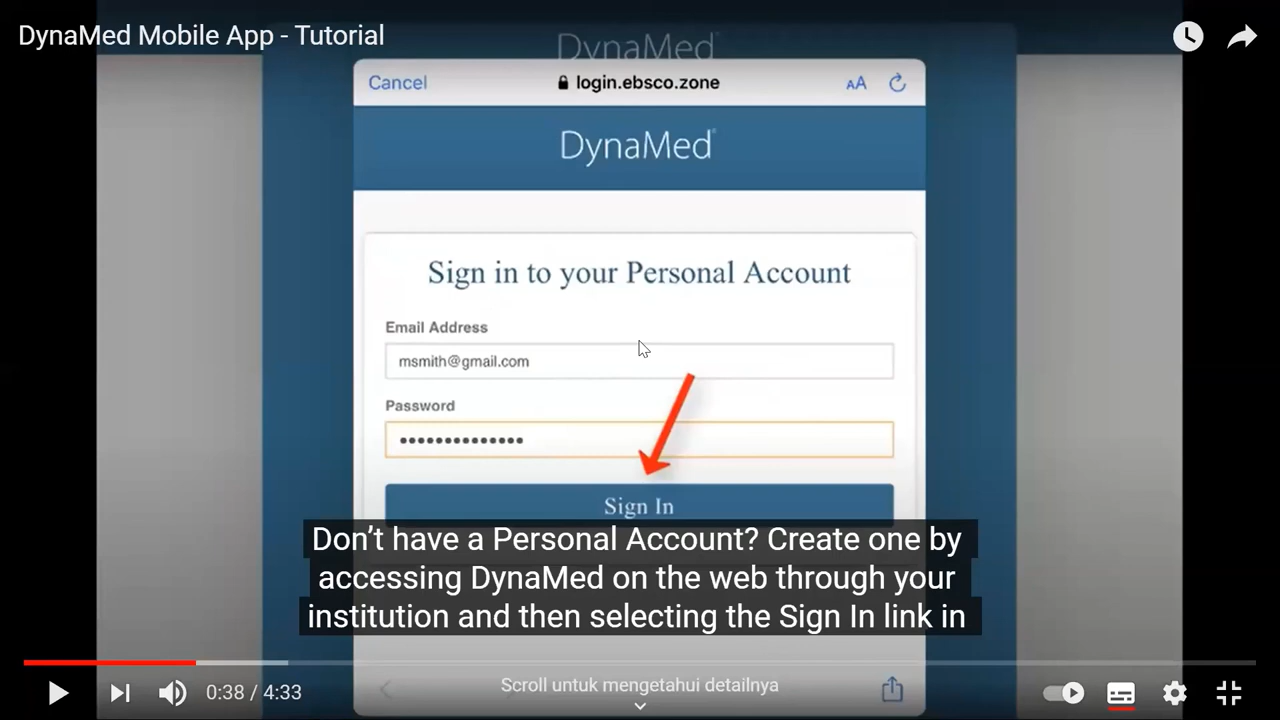 DynaMed Mobile App - Tutorial
DynaMed
Cancel
login.ebsco.zone
AA
DynaMed
Sign in to your Personal Account
Email Address
msmith@gmail.com
Password
••••••••••••••
Sign In
Don’t have a Personal Account? Create one by
accessing DynaMed on the web through your
institution and then selecting the Sign In link in
0:38 / 4:33
Scroll untuk mengetahui detailnya